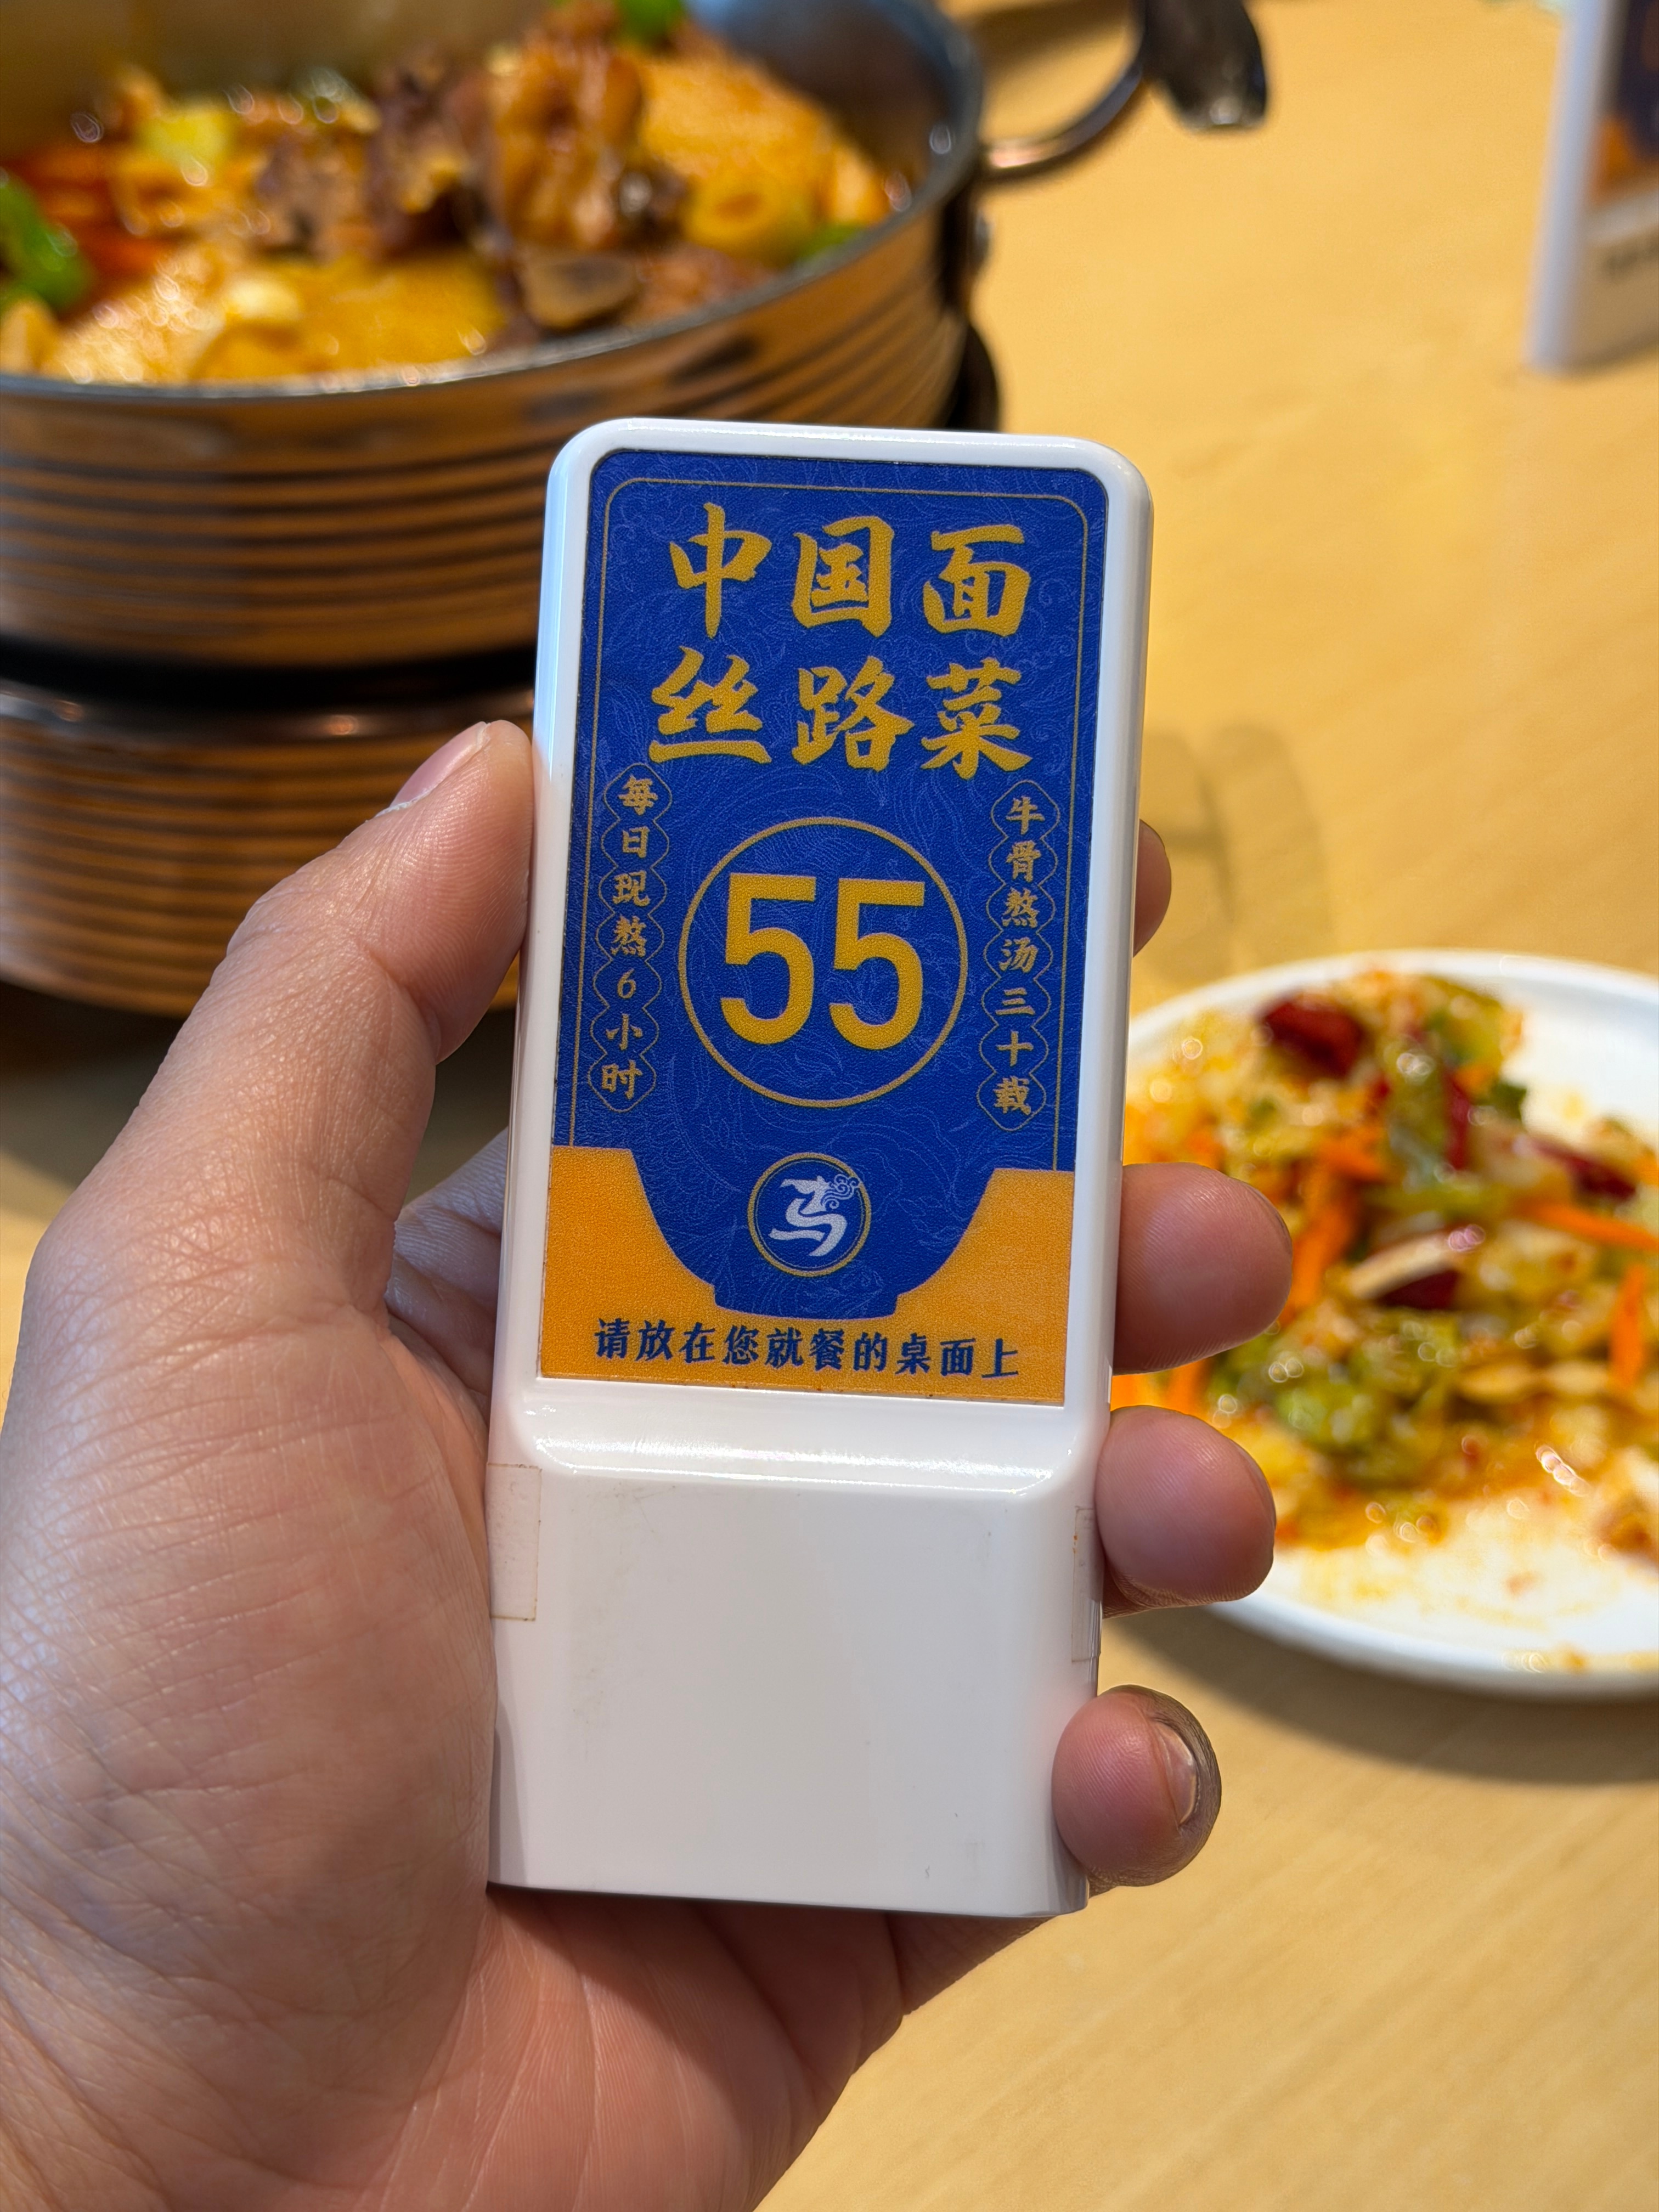 中国面
丝路菜
每日现熬6小时
55
牛骨熬汤三十载
请放在您就餐的桌面上